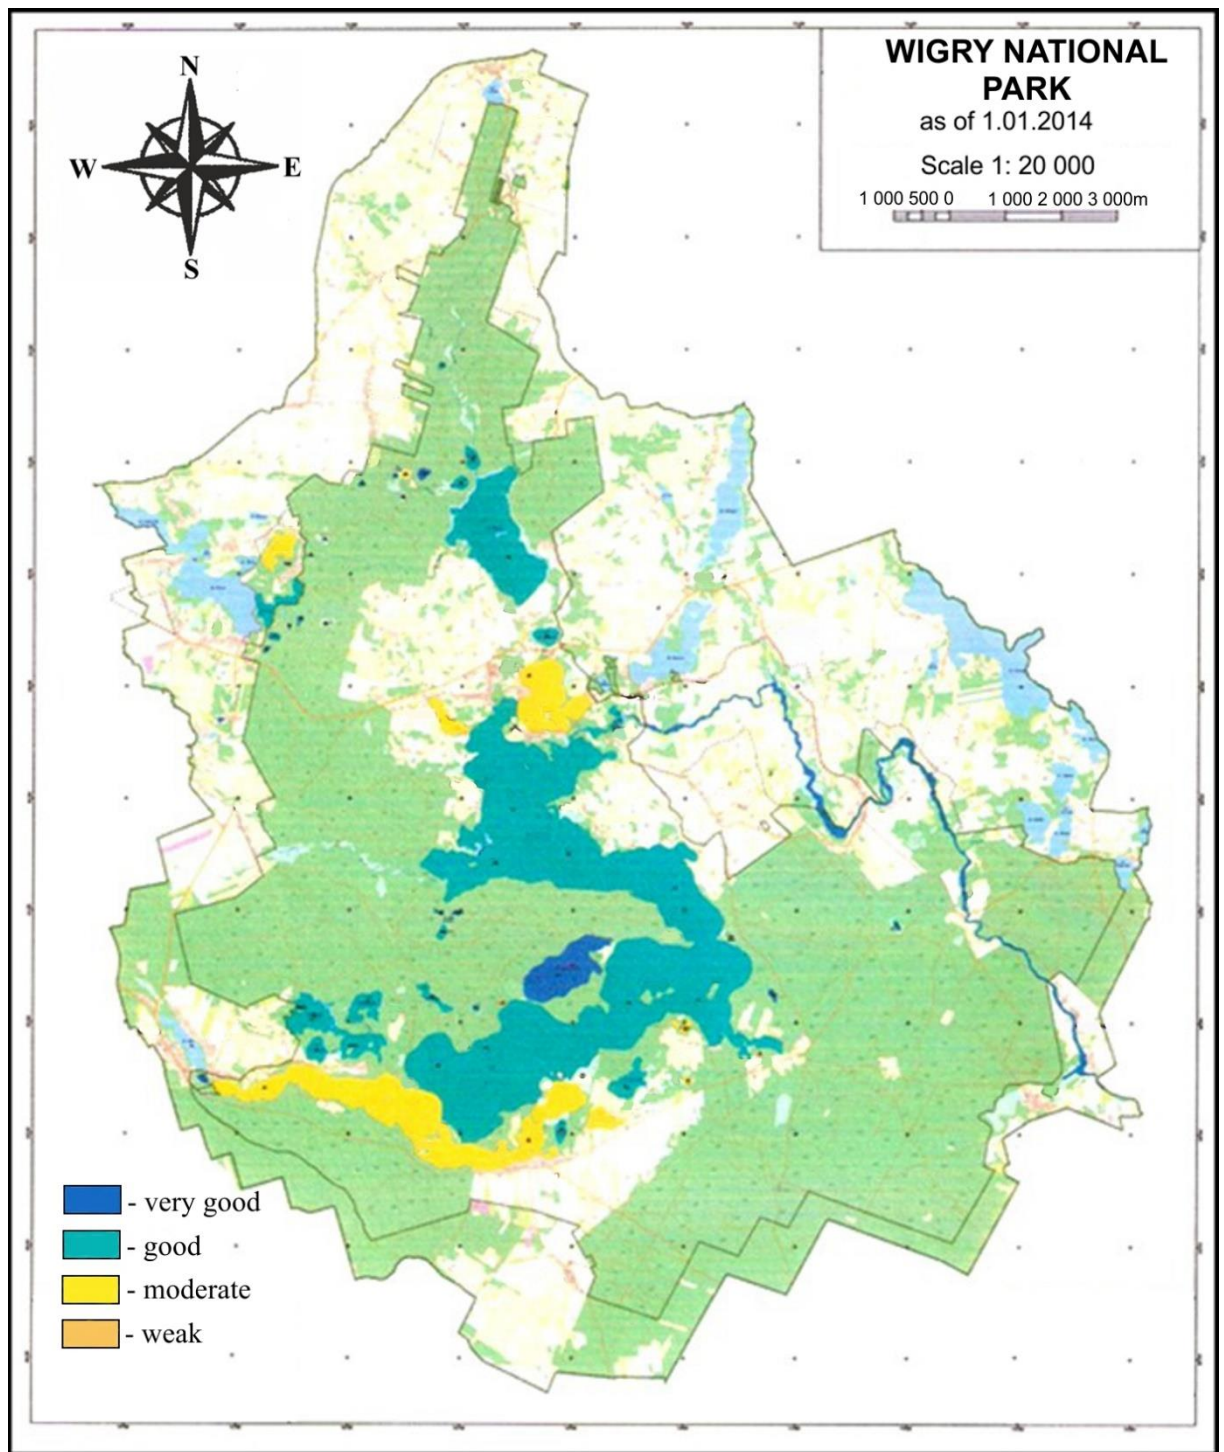 WIGRY NATIONAL
PARK
as of 1.01.2014
Scale 1: 20 000
1 000 500 0 1 000 2 000 3 000m
N
W E
S
- very good
- good
- moderate
- weak